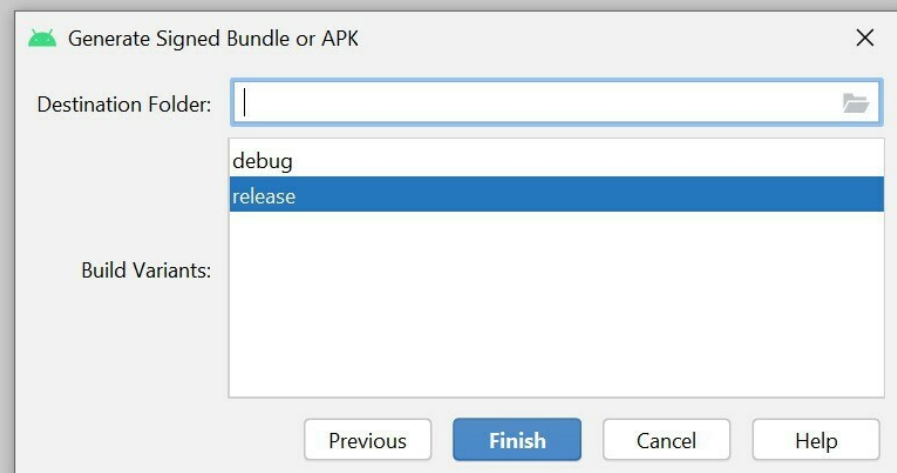 Generate Signed Bundle or APK
Destination Folder:
debug
release
Build Variants:
Previous Finish Cancel Help